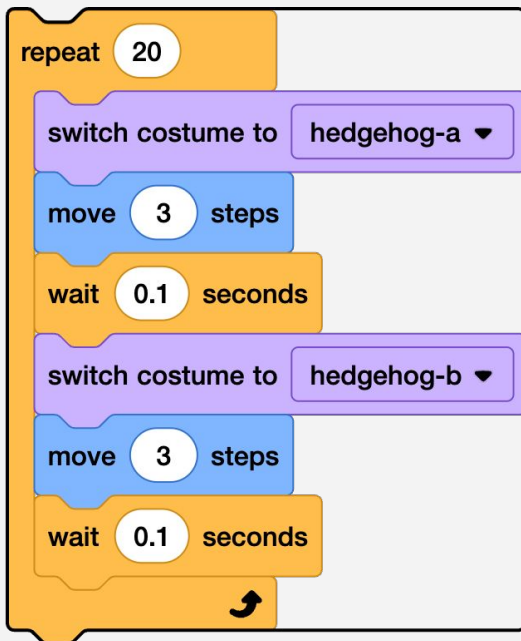 repeat 20
switch costume to hedgehog-a
move 3 steps
wait 0.1 seconds
switch costume to hedgehog-b
move 3 steps
wait 0.1 seconds